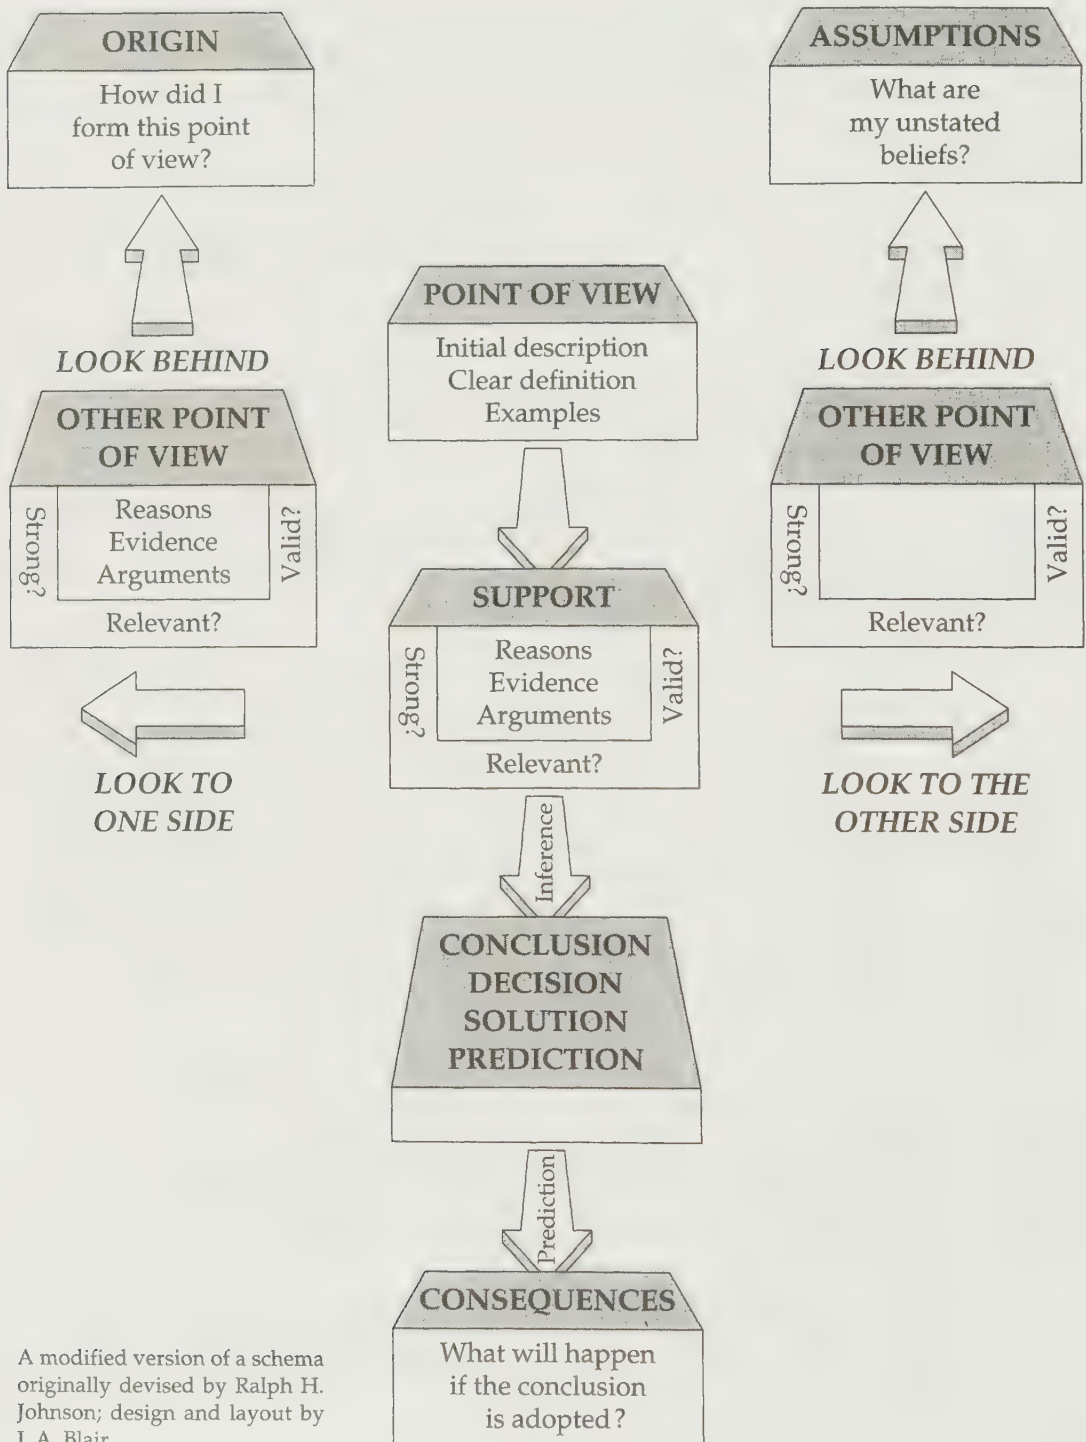 ORIGIN
How did I
form this point
of view?
ASSUMPTIONS
What are
my unstated
beliefs?
LOOK BEHIND
POINT OF VIEW
Initial description
Clear definition
Examples
LOOK BEHIND
OTHER POINT
OF VIEW
Strong?
Reasons
Evidence
Arguments
Valid?
Relevant?
OTHER POINT
OF VIEW
Strong?
Valid?
Relevant?
SUPPORT
Strong?
Reasons
Evidence
Arguments
Valid?
Relevant?
LOOK TO
ONE SIDE
LOOK TO THE
OTHER SIDE
Inference
CONCLUSION
DECISION
SOLUTION
PREDICTION
Prediction
CONSEQUENCES
What will happen
if the conclusion
is adopted?
A modified version of a schema
originally devised by Ralph H.
Johnson; design and layout by
J. A. Blair